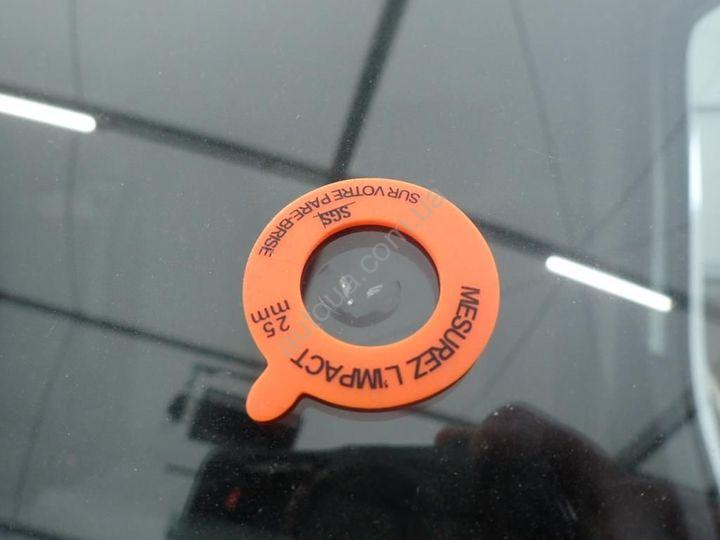 MESUREZ L'IMPACT
SUR VOTRE PARE-BRISE
SGS
25
mm